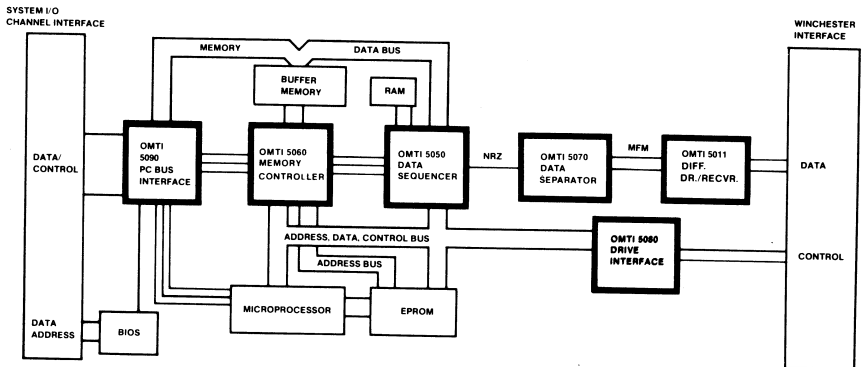 SYSTEM I/O
CHANNEL INTERFACE
WINCHESTER
INTERFACE
MEMORY
DATA BUS
BUFFER
MEMORY
RAM
OMTI
5090
PC BUS
INTERFACE
OMTI 5060
MEMORY
CONTROLLER
OMTI 5050
DATA
SEQUENCER
NRZ
OMTI 5070
DATA
SEPARATOR
MFM
OMTI 5011
DIFF.
DR./RECVR.
DATA/
CONTROL
DATA
ADDRESS, DATA, CONTROL BUS
OMTI 5080
DRIVE
INTERFACE
CONTROL
ADDRESS BUS
MICROPROCESSOR
EPROM
DATA
ADDRESS
BIOS